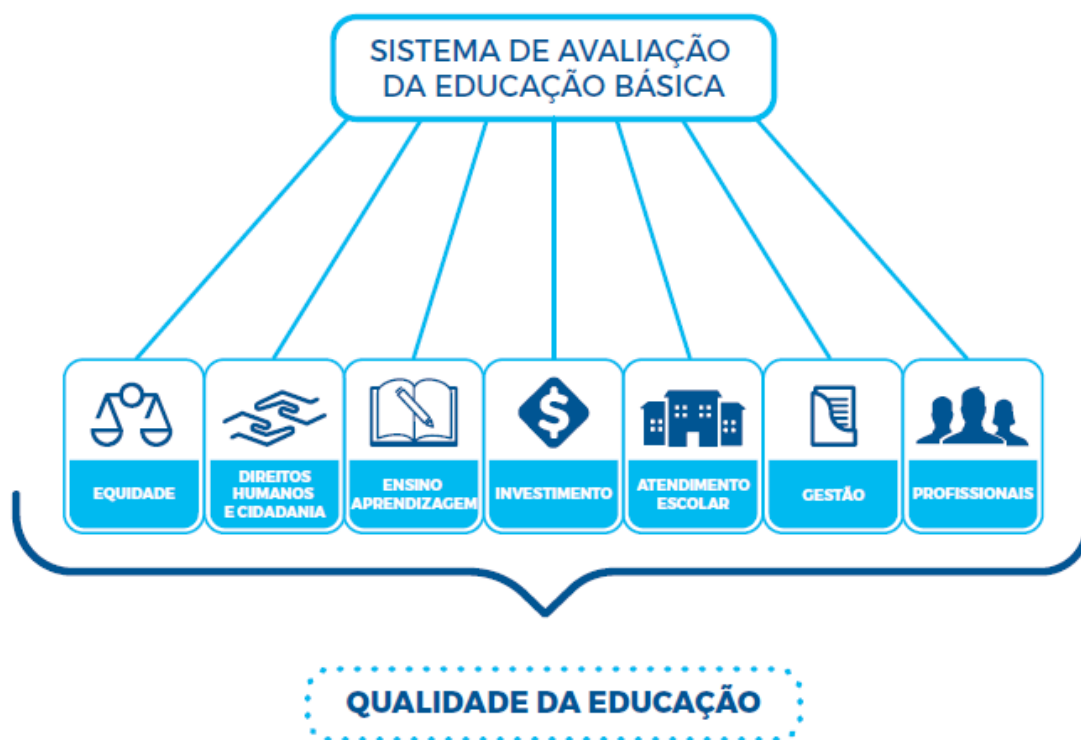 SISTEMA DE AVALIAÇÃO
DA EDUCAÇÃO BÁSICA
EQUIDADE
DIREITOS
HUMANOS
E CIDADANIA
ENSINO
APRENDIZAGEM
INVESTIMENTO
ATENDIMENTO
ESCOLAR
GESTÃO
PROFISSIONAIS
QUALIDADE DA EDUCAÇÃO